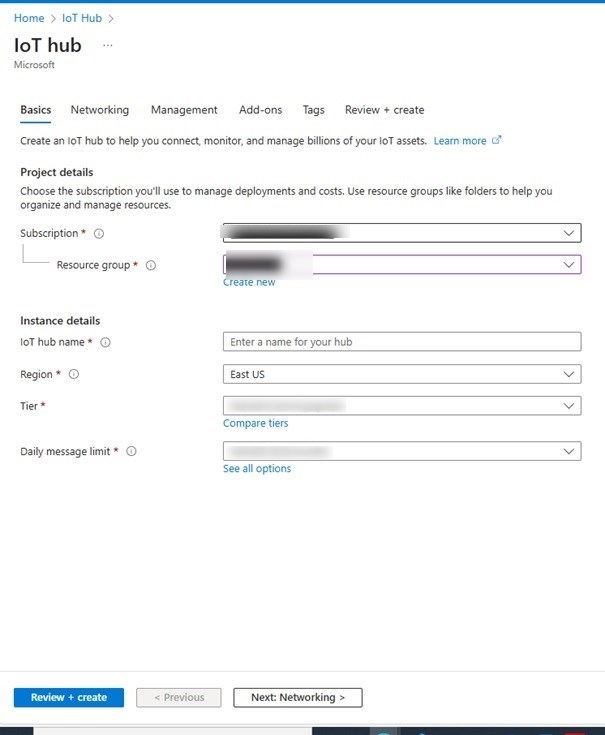 Home > IoT Hub >
IoT hub ...
Microsoft
Basics Networking Management Add-ons Tags Review + create
Create an IoT hub to help you connect, monitor, and manage billions of your IoT assets. Learn more
Project details
Choose the subscription you'll use to manage deployments and costs. Use resource groups like folders to help you
organize and manage resources.
Subscription *
Resource group *
Create new
Instance details
IoT hub name * Enter a name for your hub
Region * East US
Tier *
Compare tiers
Daily message limit *
See all options
Review + create < Previous Next: Networking >